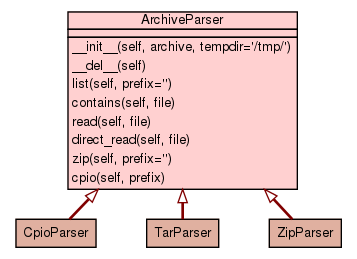 ArchiveParser
__init__(self, archive, tempdir='/tmp/')
__del__(self)
list(self, prefix='')
contains(self, file)
read(self, file)
direct_read(self, file)
zip(self, prefix='')
cpio(self, prefix)
CpioParser
TarParser
ZipParser